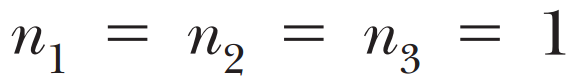 n₁ = n₂ = n₃ = 1